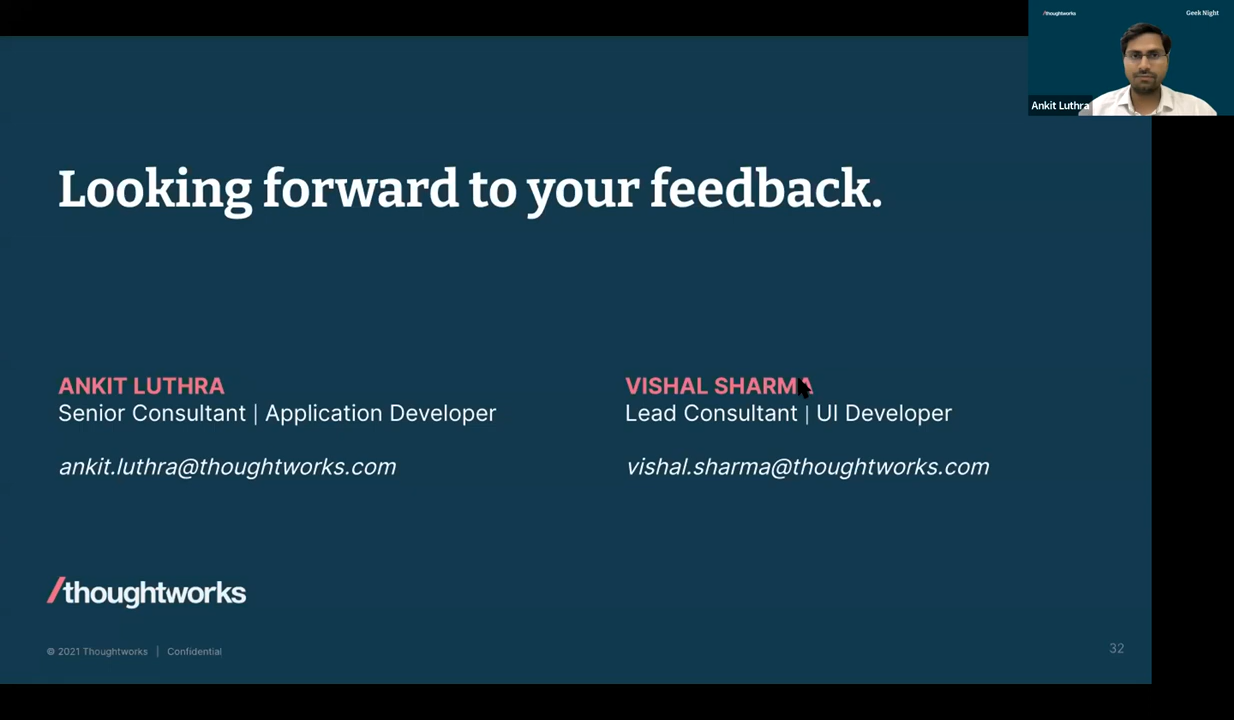 /thoughtworks
Geek Night
Ankit Luthra
Looking forward to your feedback.
ANKIT LUTHRA
Senior Consultant | Application Developer
ankit.luthra@thoughtworks.com
VISHAL SHARMA
Lead Consultant | UI Developer
vishal.sharma@thoughtworks.com
/thoughtworks
© 2021 Thoughtworks | Confidential
32